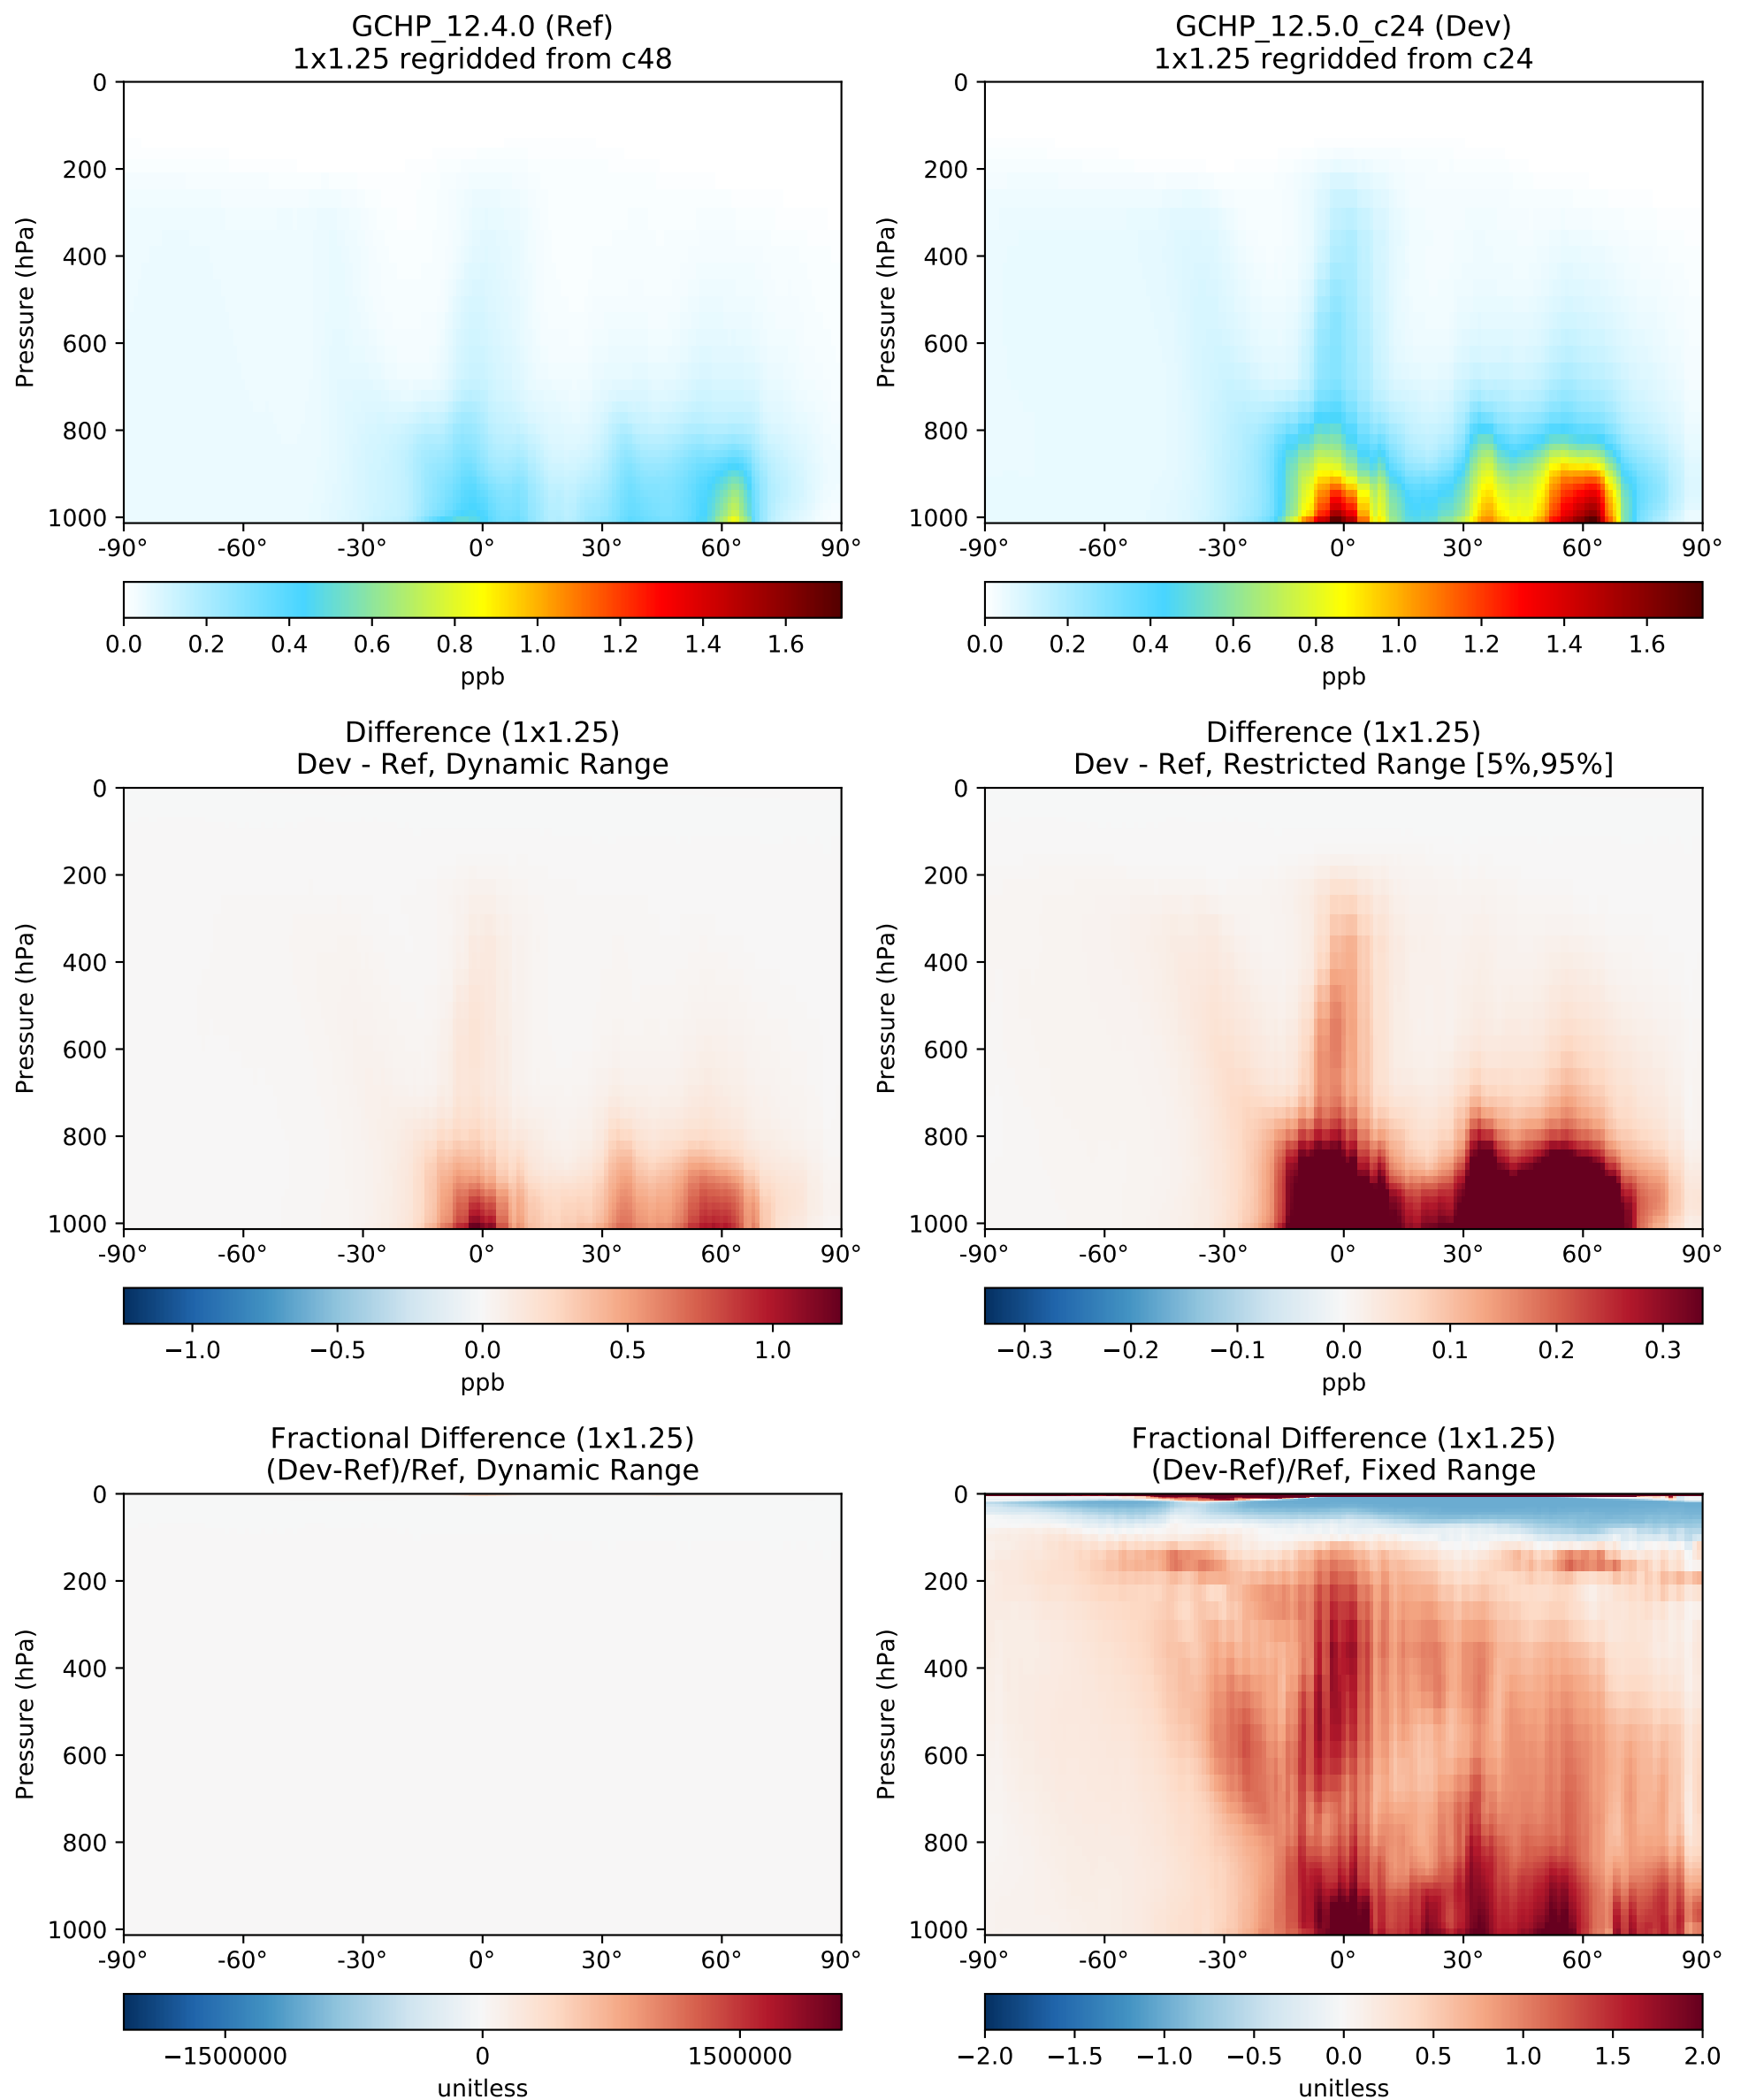 GCHP_12.4.0 (Ref)
1x1.25 regridded from c48
0
200
400
600
800
1000
Pressure (hPa)
-90° -60° -30° 0° 30° 60° 90°
0.0 0.2 0.4 0.6 0.8 1.0 1.2 1.4 1.6
ppb
GCHP_12.5.0_c24 (Dev)
1x1.25 regridded from c24
0
200
400
600
800
1000
Pressure (hPa)
-90° -60° -30° 0° 30° 60° 90°
0.0 0.2 0.4 0.6 0.8 1.0 1.2 1.4 1.6
ppb
Difference (1x1.25)
Dev - Ref, Dynamic Range
0
200
400
600
800
1000
Pressure (hPa)
-90° -60° -30° 0° 30° 60° 90°
−1.0 −0.5 0.0 0.5 1.0
ppb
Difference (1x1.25)
Dev - Ref, Restricted Range [5%,95%]
0
200
400
600
800
1000
Pressure (hPa)
-90° -60° -30° 0° 30° 60° 90°
−0.3 −0.2 −0.1 0.0 0.1 0.2 0.3
ppb
Fractional Difference (1x1.25)
(Dev-Ref)/Ref, Dynamic Range
0
200
400
600
800
1000
Pressure (hPa)
-90° -60° -30° 0° 30° 60° 90°
−1500000 0 1500000
unitless
Fractional Difference (1x1.25)
(Dev-Ref)/Ref, Fixed Range
0
200
400
600
800
1000
Pressure (hPa)
-90° -60° -30° 0° 30° 60° 90°
−2.0 −1.5 −1.0 −0.5 0.0 0.5 1.0 1.5 2.0
unitless